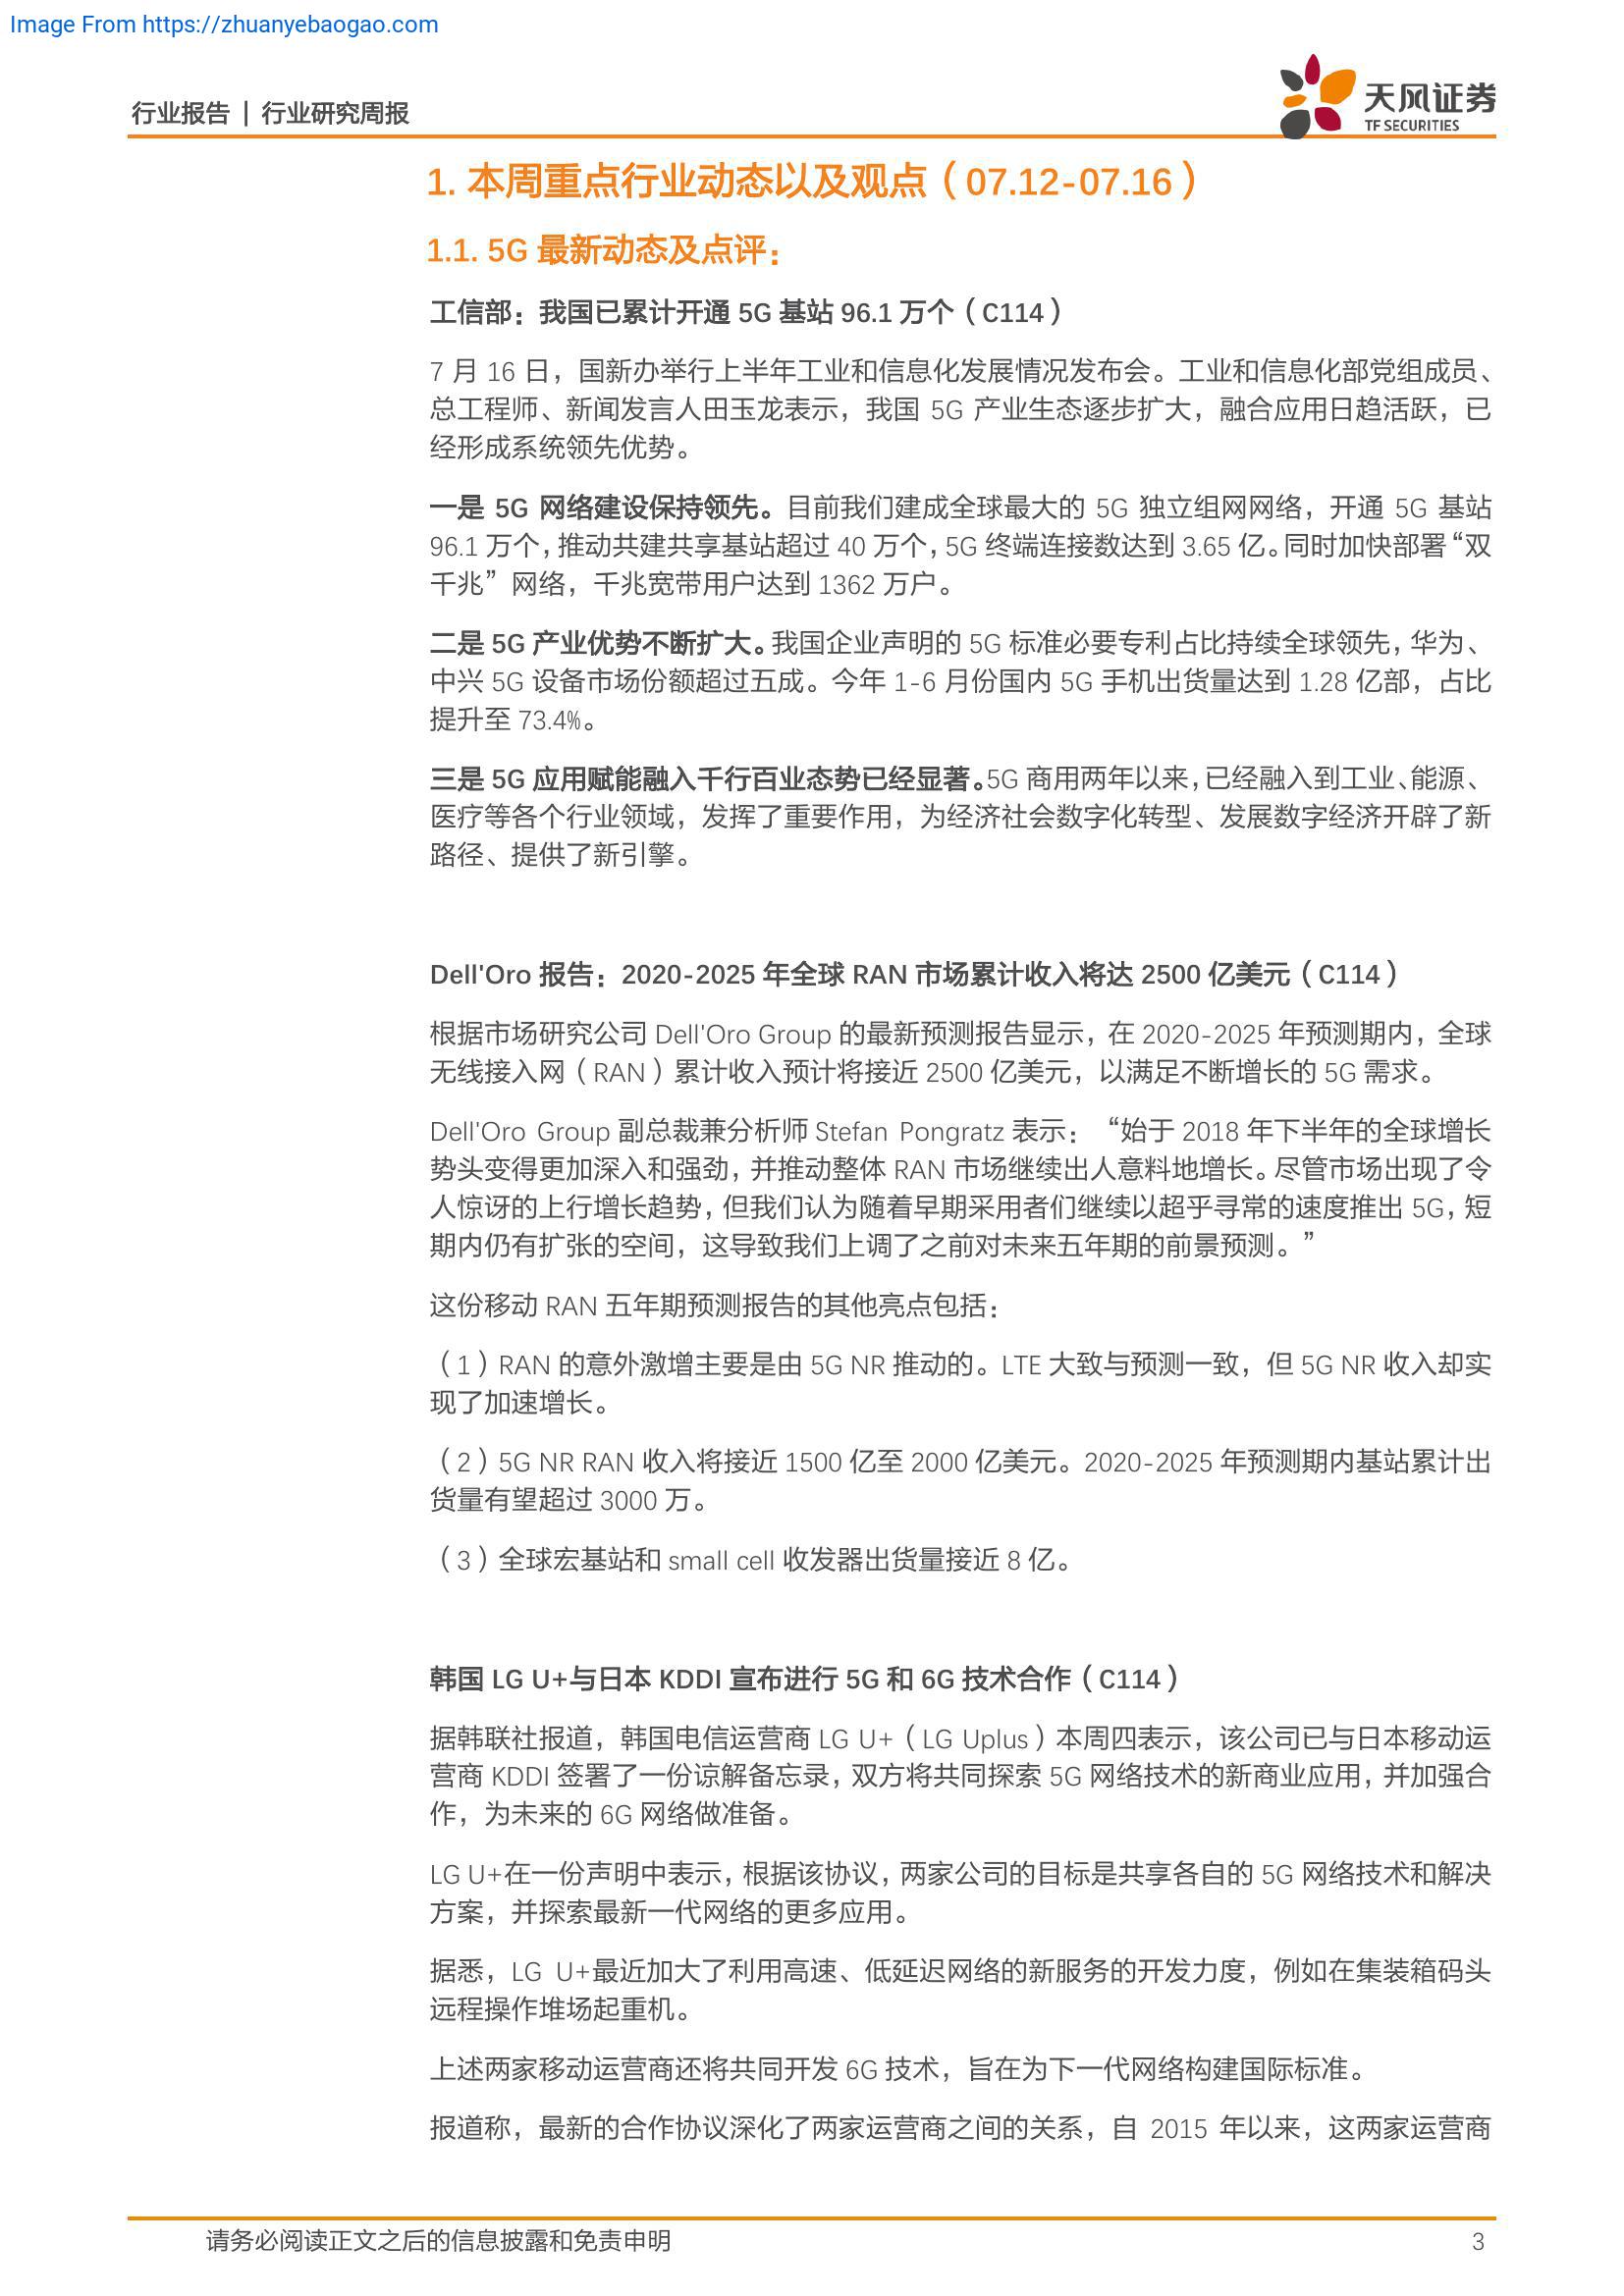 Image From https://zhuanyebaogao.com
行业报告 | 行业研究周报
天风证券
TF SECURITIES
1. 本周重点行业动态以及观点（07.12-07.16）
1.1. 5G 最新动态及点评：
工信部：我国已累计开通 5G 基站 96.1 万个（C114）
7 月 16 日，国新办举行上半年工业和信息化发展情况发布会。工业和信息化部党组成员、
总工程师、新闻发言人田玉龙表示，我国 5G 产业生态逐步扩大，融合应用日趋活跃，已
经形成系统领先优势。
一是 5G 网络建设保持领先。目前我们建成全球最大的 5G 独立组网网络，开通 5G 基站
96.1 万个，推动共建共享基站超过 40 万个，5G 终端连接数达到 3.65 亿。同时加快部署“双
千兆”网络，千兆宽带用户达到 1362 万户。
二是 5G 产业优势不断扩大。我国企业声明的 5G 标准必要专利占比持续全球领先，华为、
中兴 5G 设备市场份额超过五成。今年 1-6 月份国内 5G 手机出货量达到 1.28 亿部，占比
提升至 73.4%。
三是 5G 应用赋能融入千行百业态势已经显著。5G 商用两年以来，已经融入到工业、能源、
医疗等各个行业领域，发挥了重要作用，为经济社会数字化转型、发展数字经济开辟了新
路径、提供了新引擎。
Dell'Oro 报告：2020-2025 年全球 RAN 市场累计收入将达 2500 亿美元（C114）
根据市场研究公司 Dell'Oro Group 的最新预测报告显示，在 2020-2025 年预测期内，全球
无线接入网（RAN）累计收入预计将接近 2500 亿美元，以满足不断增长的 5G 需求。
Dell'Oro Group 副总裁兼分析师 Stefan Pongratz 表示：“始于 2018 年下半年的全球增长
势头变得更加深入和强劲，并推动整体 RAN 市场继续出人意料地增长。尽管市场出现了令
人惊讶的上行增长趋势，但我们认为随着早期采用者们继续以超乎寻常的速度推出 5G，短
期内仍有扩张的空间，这导致我们上调了之前对未来五年期的前景预测。”
这份移动 RAN 五年期预测报告的其他亮点包括：
（1）RAN 的意外激增主要是由 5G NR 推动的。LTE 大致与预测一致，但 5G NR 收入却实
现了加速增长。
（2）5G NR RAN 收入将接近 1500 亿至 2000 亿美元。2020-2025 年预测期内基站累计出
货量有望超过 3000 万。
（3）全球宏基站和 small cell 收发器出货量接近 8 亿。
韩国 LG U+与日本 KDDI 宣布进行 5G 和 6G 技术合作（C114）
据韩联社报道，韩国电信运营商 LG U+（LG Uplus）本周四表示，该公司已与日本移动运
营商 KDDI 签署了一份谅解备忘录，双方将共同探索 5G 网络技术的新商业应用，并加强合
作，为未来的 6G 网络做准备。
LG U+在一份声明中表示，根据该协议，两家公司的目标是共享各自的 5G 网络技术和解决
方案，并探索最新一代网络的更多应用。
据悉，LG U+最近加大了利用高速、低延迟网络的新服务的开发力度，例如在集装箱码头
远程操作堆场起重机。
上述两家移动运营商还将共同开发 6G 技术，旨在为下一代网络构建国际标准。
报道称，最新的合作协议深化了两家运营商之间的关系，自 2015 年以来，这两家运营商
请务必阅读正文之后的信息披露和免责申明
3